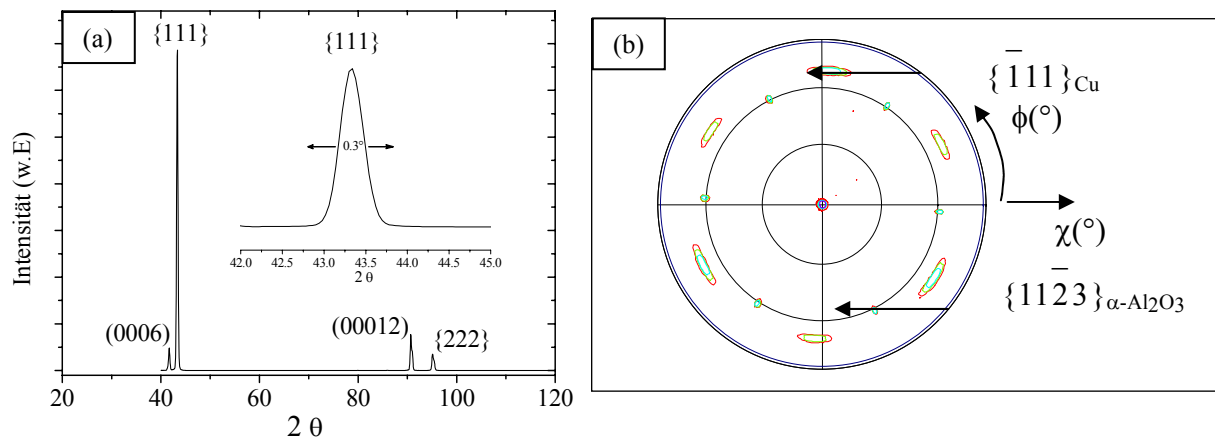 (a)
{111}
{111}
0.3°
42.0 42.5 43.0 43.5 44.0 44.5 45.0
2 θ
(0006)
(00012)
{222}
20 40 60 80 100 120
2 θ
Intensität (w.E)
(b)
{1̅11}Cu
ϕ(°)
χ(°)
{112̅3}α-Al2O3